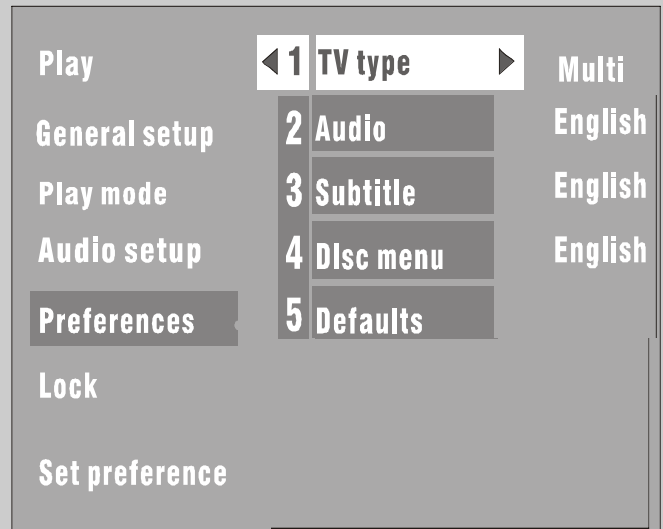 Play
General setup
Play mode
Audio setup
Preferences
Lock
Set preference
1 TV type Multi
2 Audio English
3 Subtitle English
4 DIsc menu English
5 Defaults